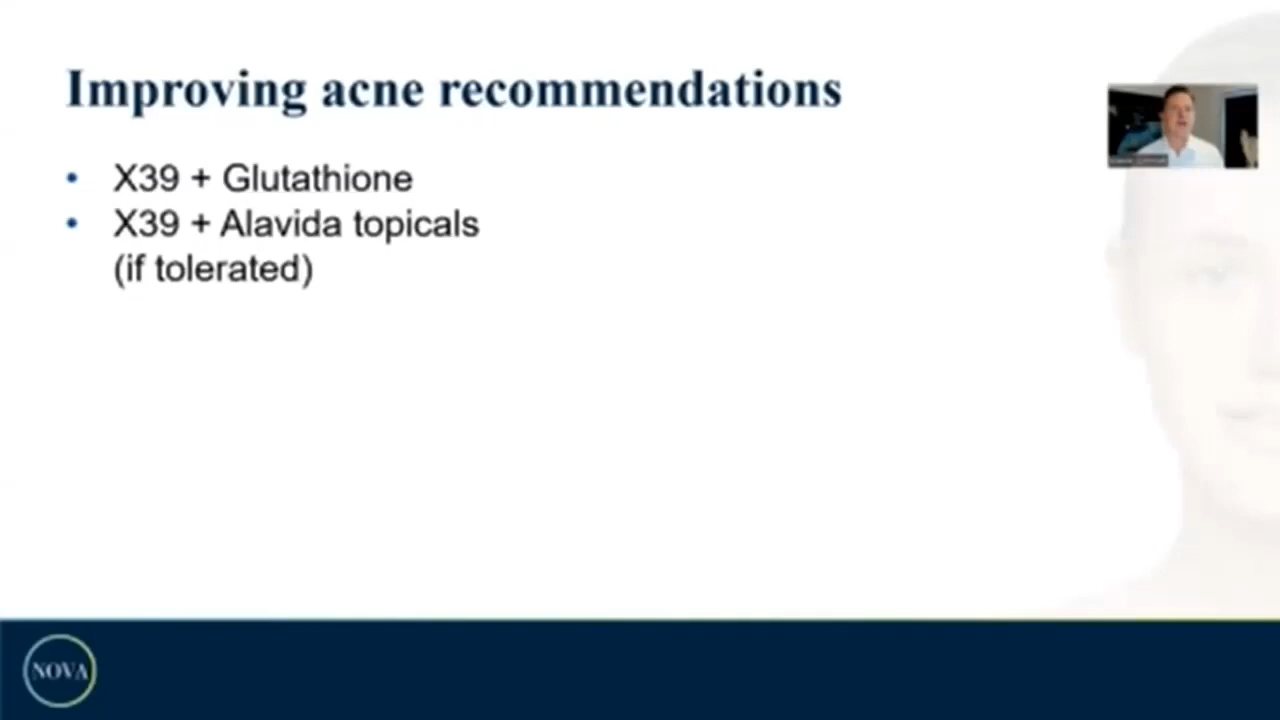 Improving acne recommendations
• X39 + Glutathione
• X39 + Alavida topicals
(if tolerated)
NOVA